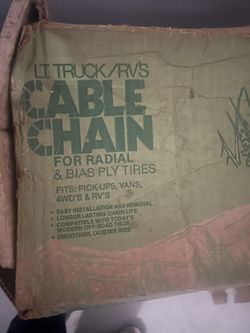 LT. TRUCK/RV'S
CABLE
CHAIN
FOR RADIAL
& BIAS PLY TIRES
FITS: PICK-UPS, VANS,
4WD'S & RV'S
• EASY INSTALLATION AND REMOVAL
• LONGER LASTING CHAIN LIFE
• COMPATIBLE WITH TODAY'S
MODERN OFF-ROAD TIRES
• SMOOTHER, QUIETER RIDE